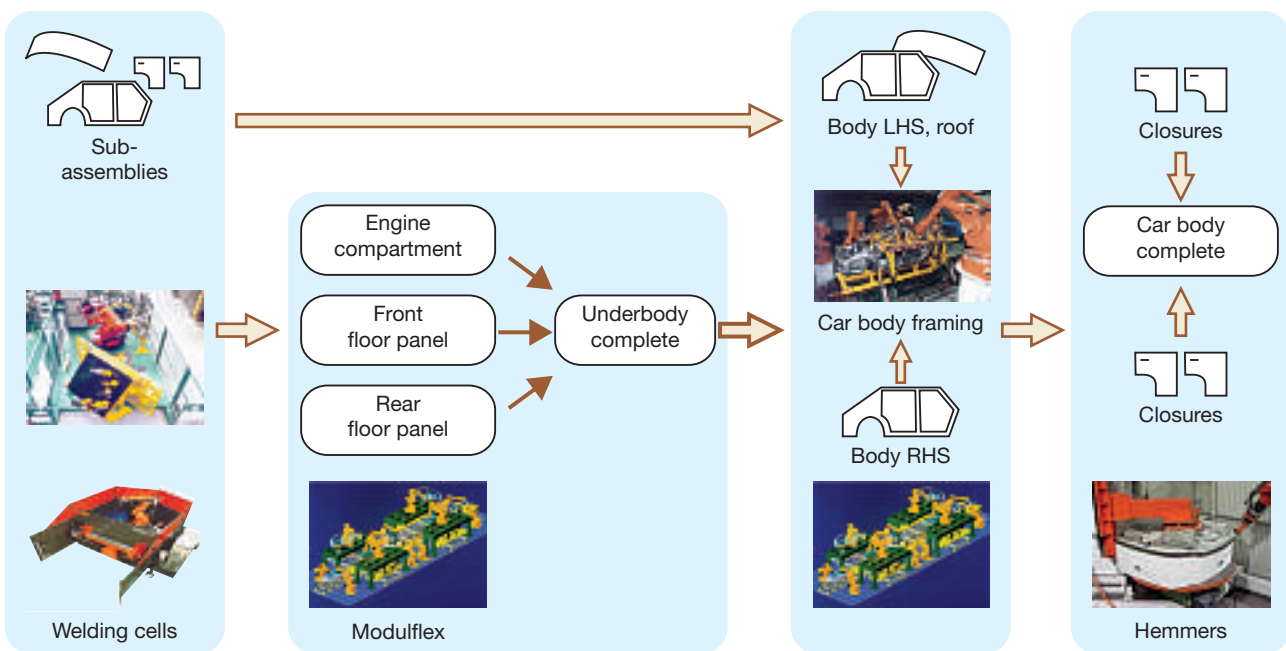 Sub-
assemblies
Welding cells
Engine
compartment
Front
floor panel
Rear
floor panel
Underbody
complete
Modulflex
Body LHS, roof
Car body framing
Body RHS
Closures
Car body
complete
Closures
Hemmers